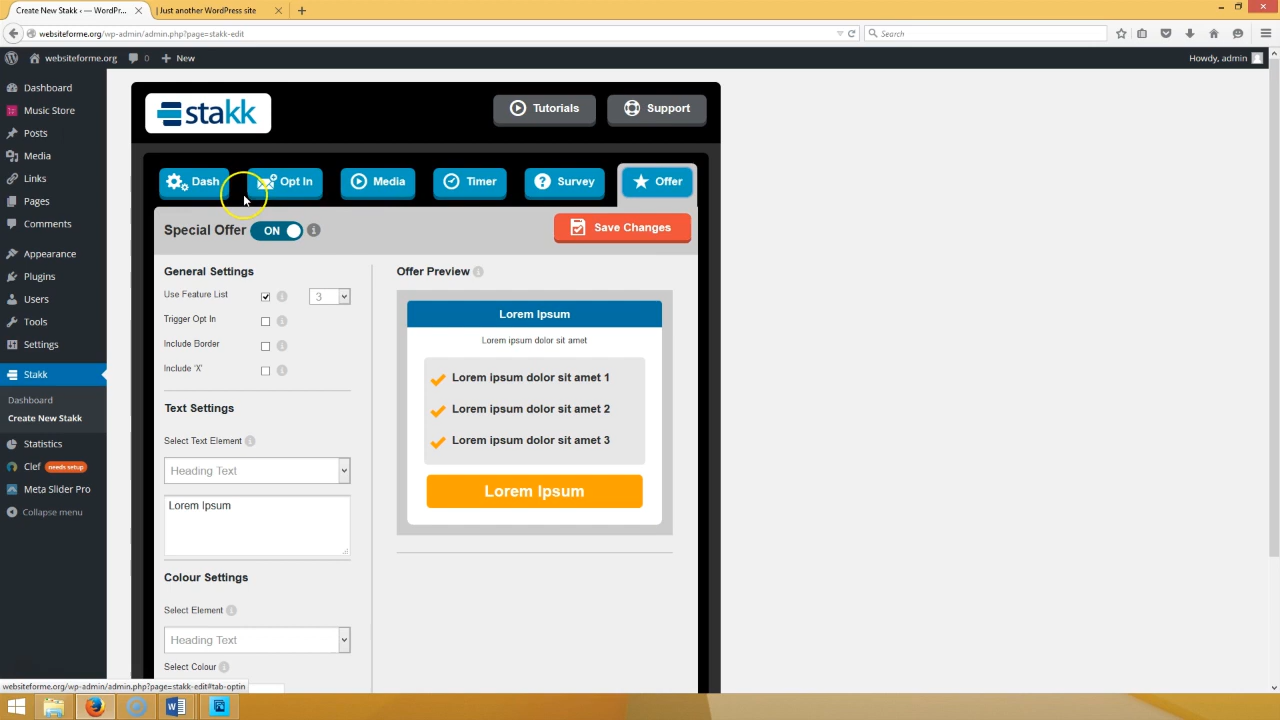 Create New Stakk ‹ — WordPr...
| Just another WordPress site
websiteforme.org/wp-admin/admin.php?page=stakk-edit
Search
websiteforme.org
0
New
Howdy, admin
Dashboard
Music Store
Posts
Media
Links
Pages
Comments
Appearance
Plugins
Users
Tools
Settings
Stakk
Dashboard
Create New Stakk
Statistics
Clef needs setup
Meta Slider Pro
Collapse menu
stakk
Tutorials
Support
Dash
Opt In
Media
Timer
Survey
Offer
Special Offer ON
Save Changes
General Settings
Use Feature List
3
Trigger Opt In
Include Border
Include 'X'
Text Settings
Select Text Element
Heading Text
Lorem Ipsum
Colour Settings
Select Element
Heading Text
Select Colour
Offer Preview
Lorem Ipsum
Lorem ipsum dolor sit amet
Lorem ipsum dolor sit amet 1
Lorem ipsum dolor sit amet 2
Lorem ipsum dolor sit amet 3
Lorem Ipsum
websiteforme.org/wp-admin/admin.php?page=stakk-edit#tab-optin